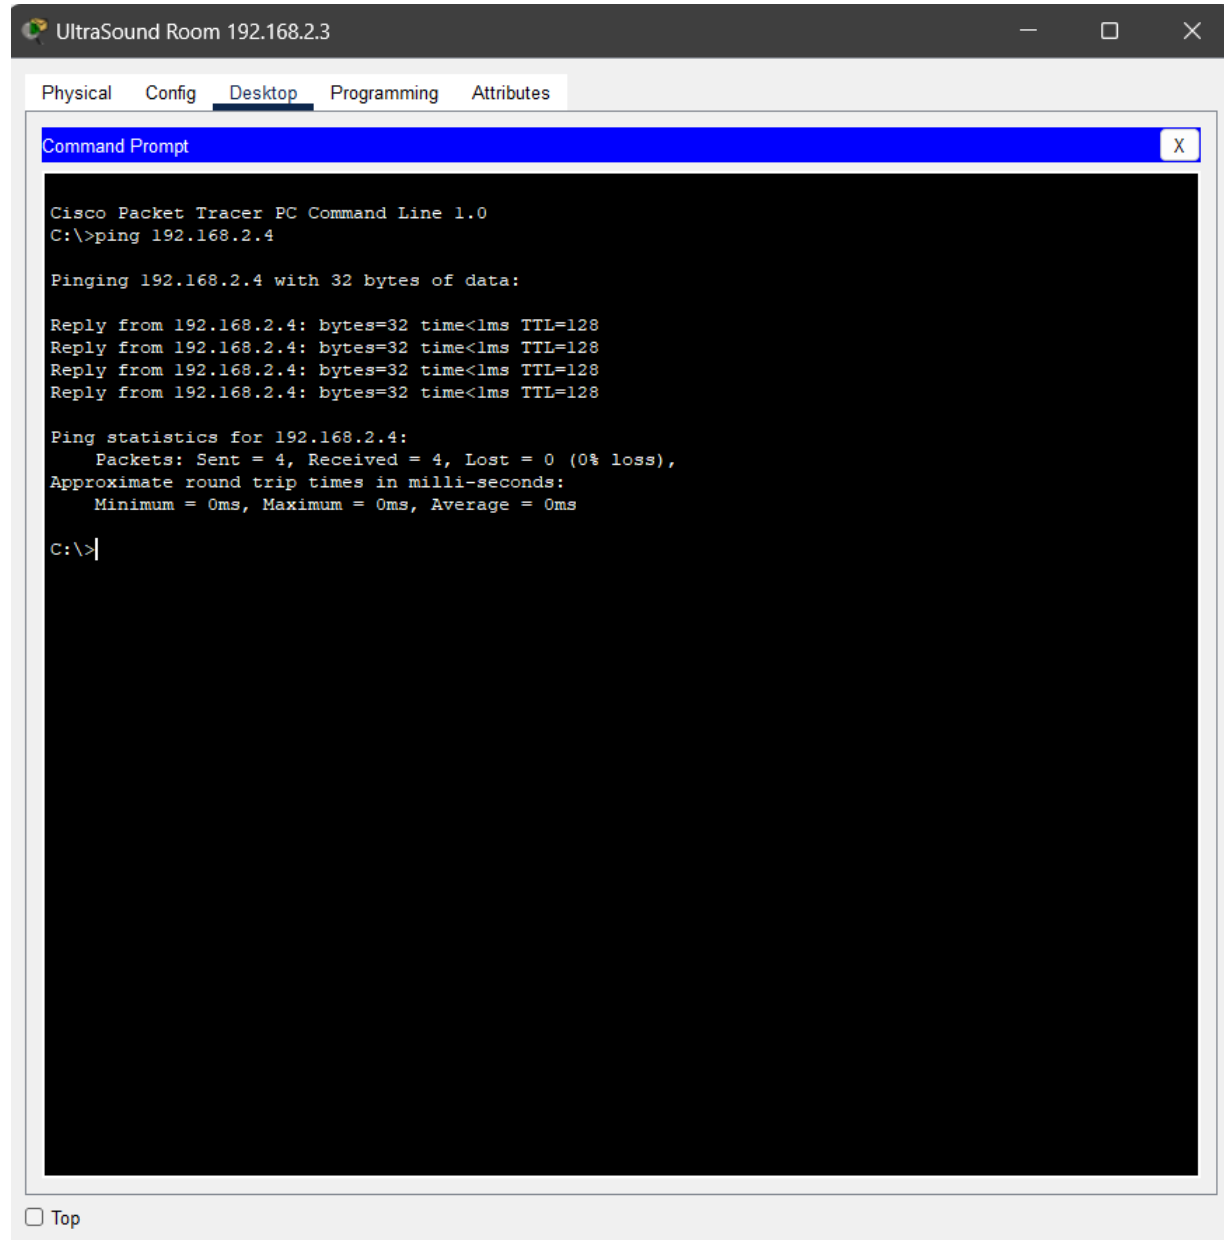 UltraSound Room 192.168.2.3
Physical Config Desktop Programming Attributes
Command Prompt X
Cisco Packet Tracer PC Command Line 1.0
C:\>ping 192.168.2.4
Pinging 192.168.2.4 with 32 bytes of data:
Reply from 192.168.2.4: bytes=32 time<1ms TTL=128
Reply from 192.168.2.4: bytes=32 time<1ms TTL=128
Reply from 192.168.2.4: bytes=32 time<1ms TTL=128
Reply from 192.168.2.4: bytes=32 time<1ms TTL=128
Ping statistics for 192.168.2.4:
    Packets: Sent = 4, Received = 4, Lost = 0 (0% loss),
Approximate round trip times in milli-seconds:
    Minimum = 0ms, Maximum = 0ms, Average = 0ms
C:\>
Top